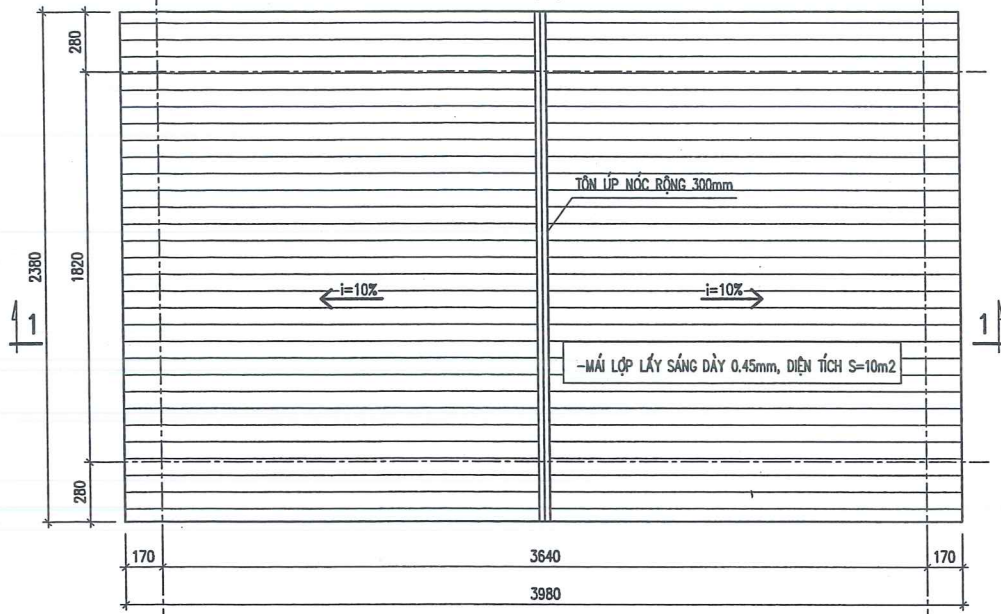 280
TÔN ÚP NÓC RỘNG 300mm
2380
1820
i=10%
i=10%
1
1
-MÁI LỢP LẤY SÁNG DÀY 0.45mm, DIỆN TÍCH S=10m2
280
170
3640
170
3980